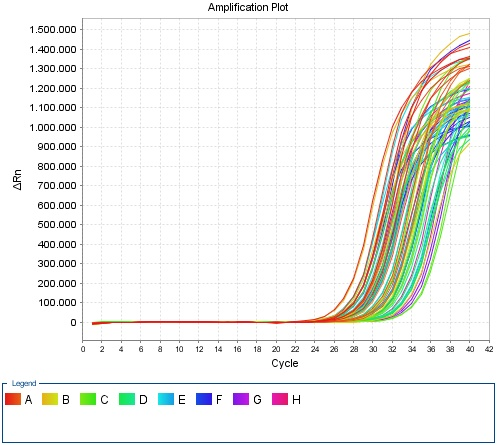 Amplification Plot
1.500.000
1.400.000
1.300.000
1.200.000
1.100.000
1.000.000
900.000
800.000
700.000
600.000
500.000
400.000
300.000
200.000
100.000
0
ΔRn
0 2 4 6 8 10 12 14 16 18 20 22 24 26 28 30 32 34 36 38 40 42
Cycle
Legend
A B C D E F G H